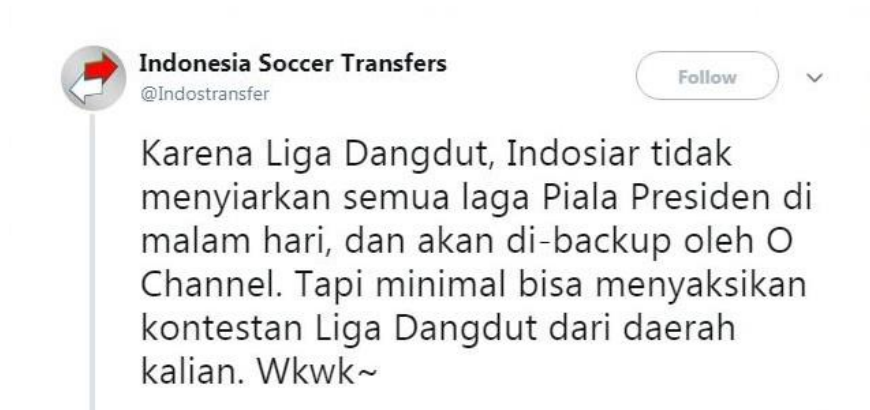 Indonesia Soccer Transfers
@Indostransfer
Follow
Karena Liga Dangdut, Indosiar tidak
menyiarkan semua laga Piala Presiden di
malam hari, dan akan di-backup oleh O
Channel. Tapi minimal bisa menyaksikan
kontestan Liga Dangdut dari daerah
kalian. Wkwk~